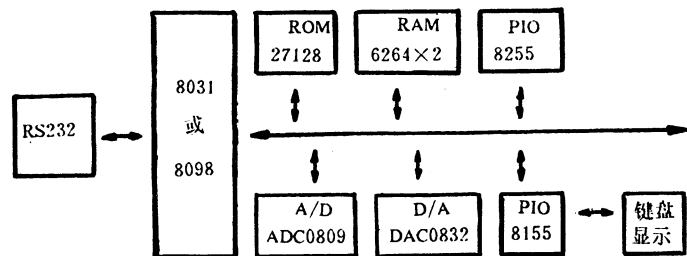 ROM
27128
RAM
6264×2
PIO
8255
RS232
8031
或
8098
A/D
ADC0809
D/A
DAC0832
PIO
8155
键盘
显示